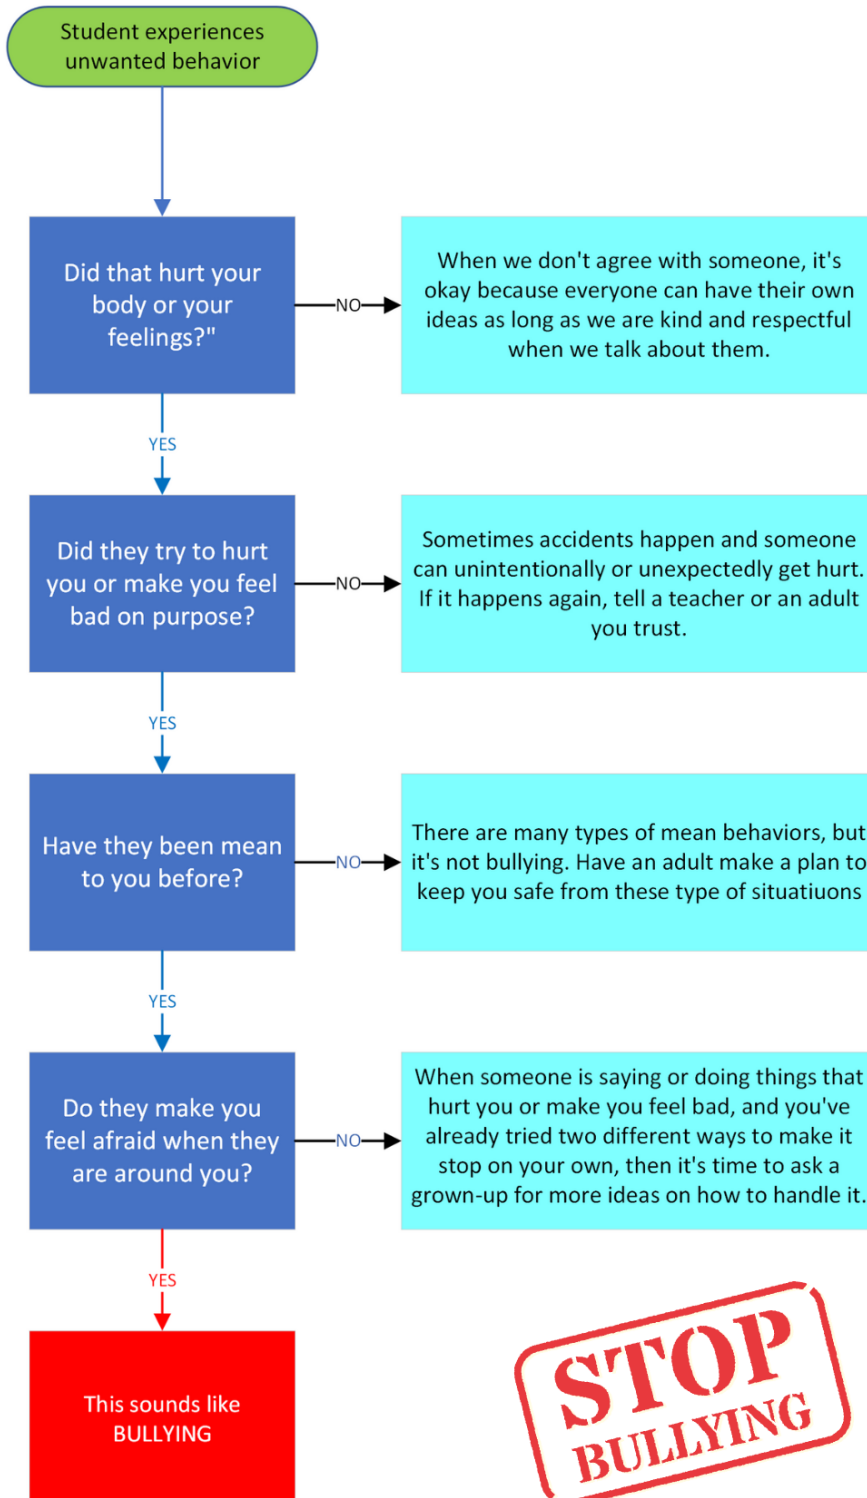 Student experiences
unwanted behavior
Did that hurt your
body or your
feelings?"
NO
When we don't agree with someone, it's
okay because everyone can have their own
ideas as long as we are kind and respectful
when we talk about them.
YES
Did they try to hurt
you or make you feel
bad on purpose?
NO
Sometimes accidents happen and someone
can unintentionally or unexpectedly get hurt.
If it happens again, tell a teacher or an adult
you trust.
YES
Have they been mean
to you before?
NO
There are many types of mean behaviors, but
it's not bullying. Have an adult make a plan to
keep you safe from these type of situatiuons
YES
Do they make you
feel afraid when they
are around you?
NO
When someone is saying or doing things that
hurt you or make you feel bad, and you've
already tried two different ways to make it
stop on your own, then it's time to ask a
grown-up for more ideas on how to handle it.
YES
This sounds like
BULLYING
STOP
BULLYING